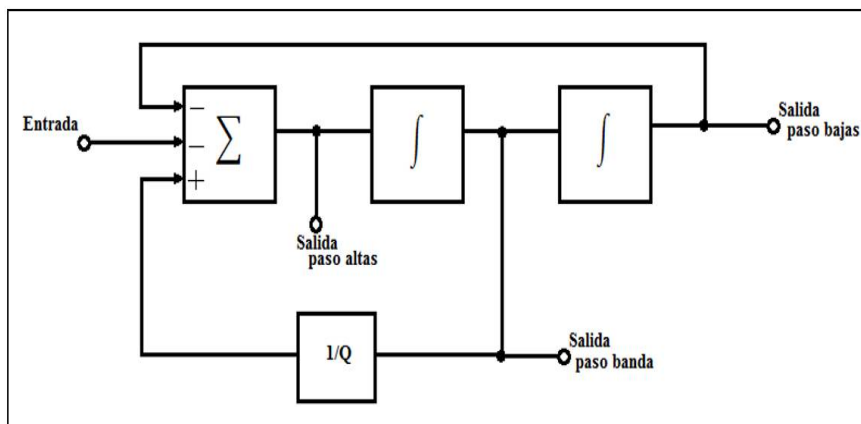 Entrada
−
−
+
∑
∫
∫
Salida
paso bajas
Salida
paso altas
1/Q
Salida
paso banda